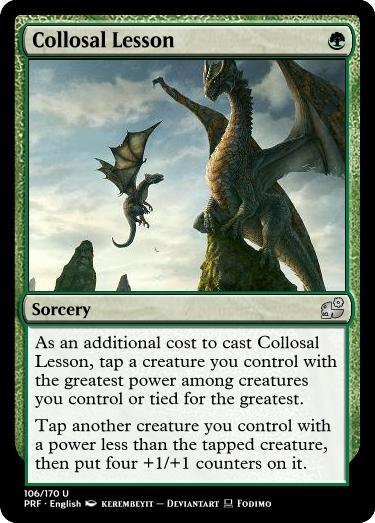 Collosal Lesson
Sorcery
As an additional cost to cast Collosal
Lesson, tap a creature you control with
the greatest power among creatures
you control or tied for the greatest.
Tap another creature you control with
a power less than the tapped creature,
then put four +1/+1 counters on it.
106/170 U
PRF • English KEREMBEYIT — DEVIANTART FODIMO